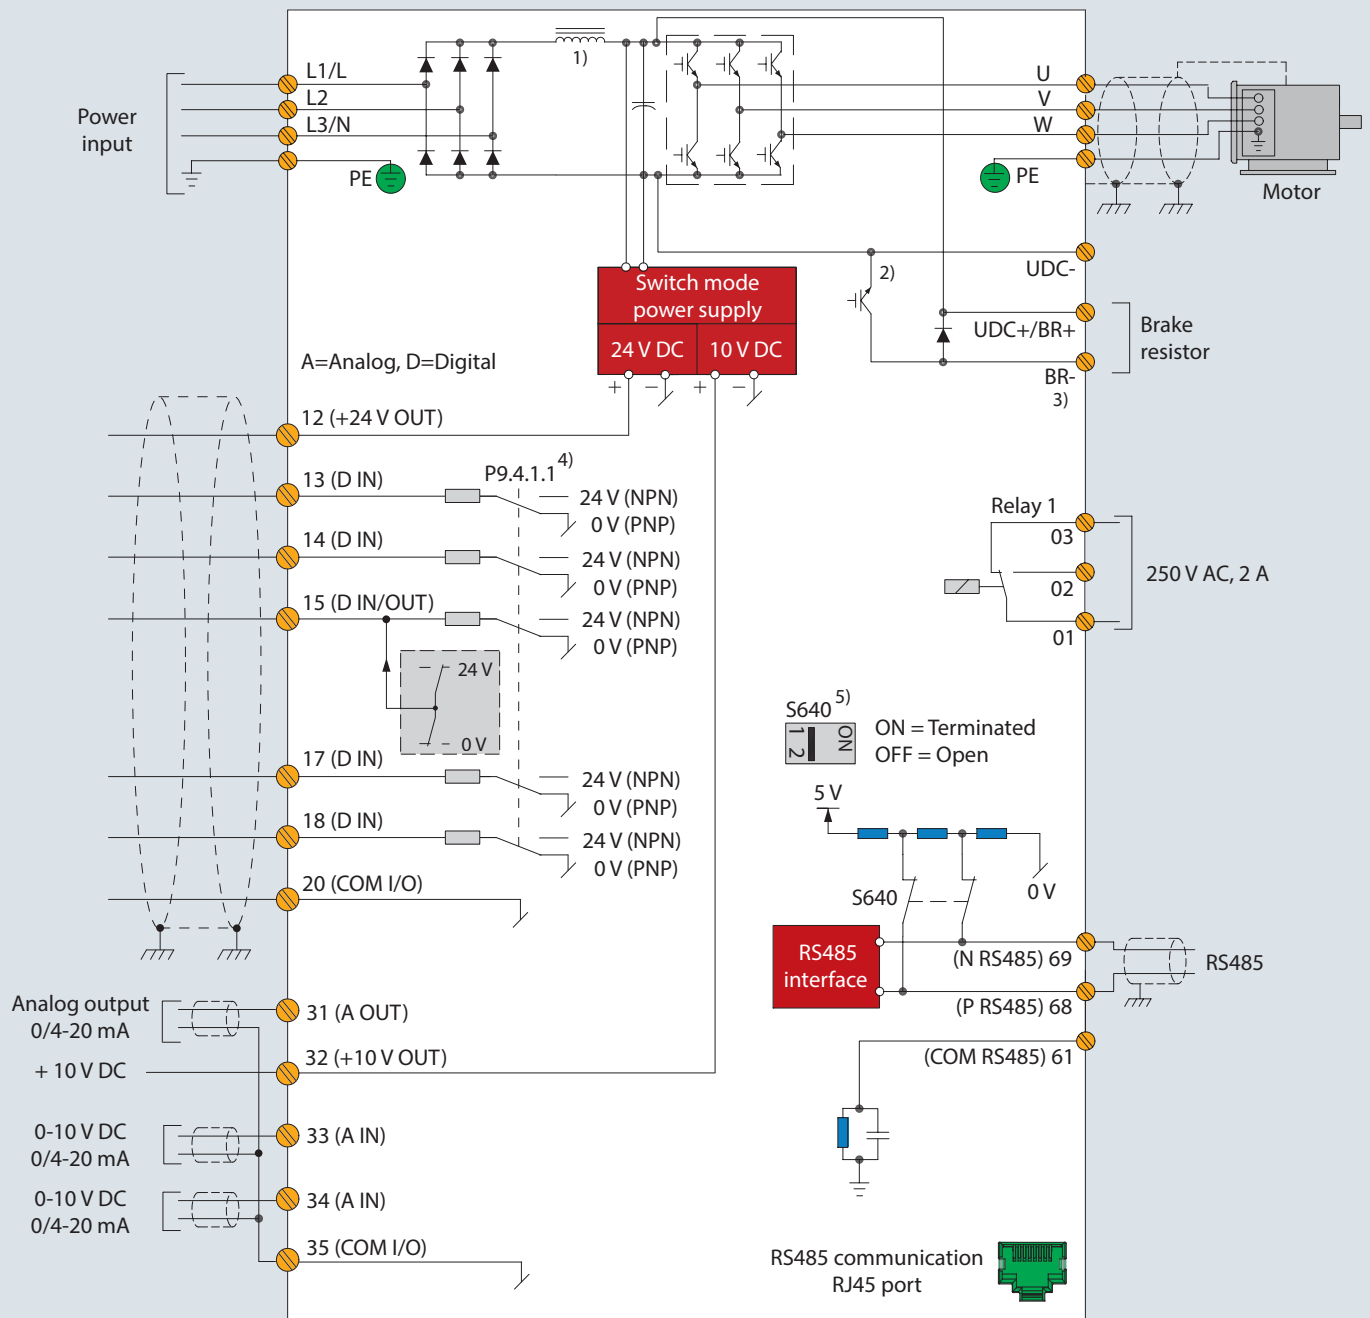 1)
L1/L
L2
L3/N
Power
input
PE
U
V
W
PE
Motor
UDC-
2)
UDC+/BR+
BR-
3)
Brake
resistor
Switch mode
power supply
24 V DC
10 V DC
+ − + −
A=Analog, D=Digital
12 (+24 V OUT)
13 (D IN)
P9.4.1.1 4)
24 V (NPN)
0 V (PNP)
14 (D IN)
24 V (NPN)
0 V (PNP)
15 (D IN/OUT)
24 V (NPN)
0 V (PNP)
24 V
0 V
17 (D IN)
24 V (NPN)
0 V (PNP)
18 (D IN)
24 V (NPN)
0 V (PNP)
20 (COM I/O)
Relay 1
03
02
01
250 V AC, 2 A
S640 5)
1 2
ON
ON = Terminated
OFF = Open
5 V
0 V
S640
RS485
interface
(N RS485) 69
(P RS485) 68
RS485
(COM RS485) 61
Analog output
0/4-20 mA
31 (A OUT)
+ 10 V DC
32 (+10 V OUT)
0-10 V DC
0/4-20 mA
33 (A IN)
0-10 V DC
0/4-20 mA
34 (A IN)
35 (COM I/O)
RS485 communication
RJ45 port